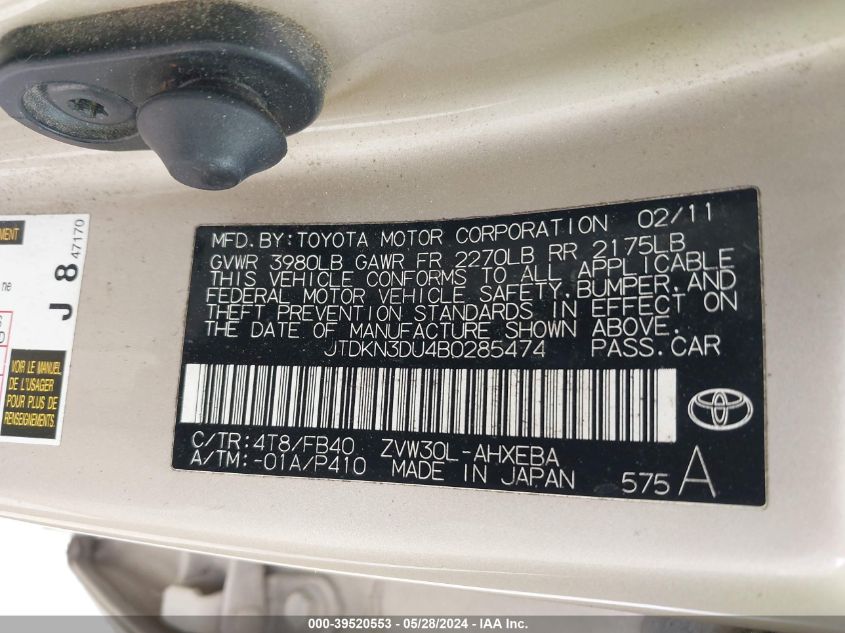 MFD. BY: TOYOTA MOTOR CORPORATION 02/11
GVWR 3980LB GAWR FR 2270LB RR 2175LB
THIS VEHICLE CONFORMS TO ALL APPLICABLE
FEDERAL MOTOR VEHICLE SAFETY, BUMPER, AND
THEFT PREVENTION STANDARDS IN EFFECT ON
THE DATE OF MANUFACTURE SHOWN ABOVE.
JTDKN3DU4B0285474 PASS. CAR
C/TR: 4T8/FB40 ZVW30L-AHXEBA
A/TM: -01A/P410 MADE IN JAPAN 575 A
J 8 47170
VOIR LE MANUEL
DE L'USAGER
POUR PLUS DE
RENSEIGNEMENTS.
000-39520553 - 05/28/2024 - IAA Inc.